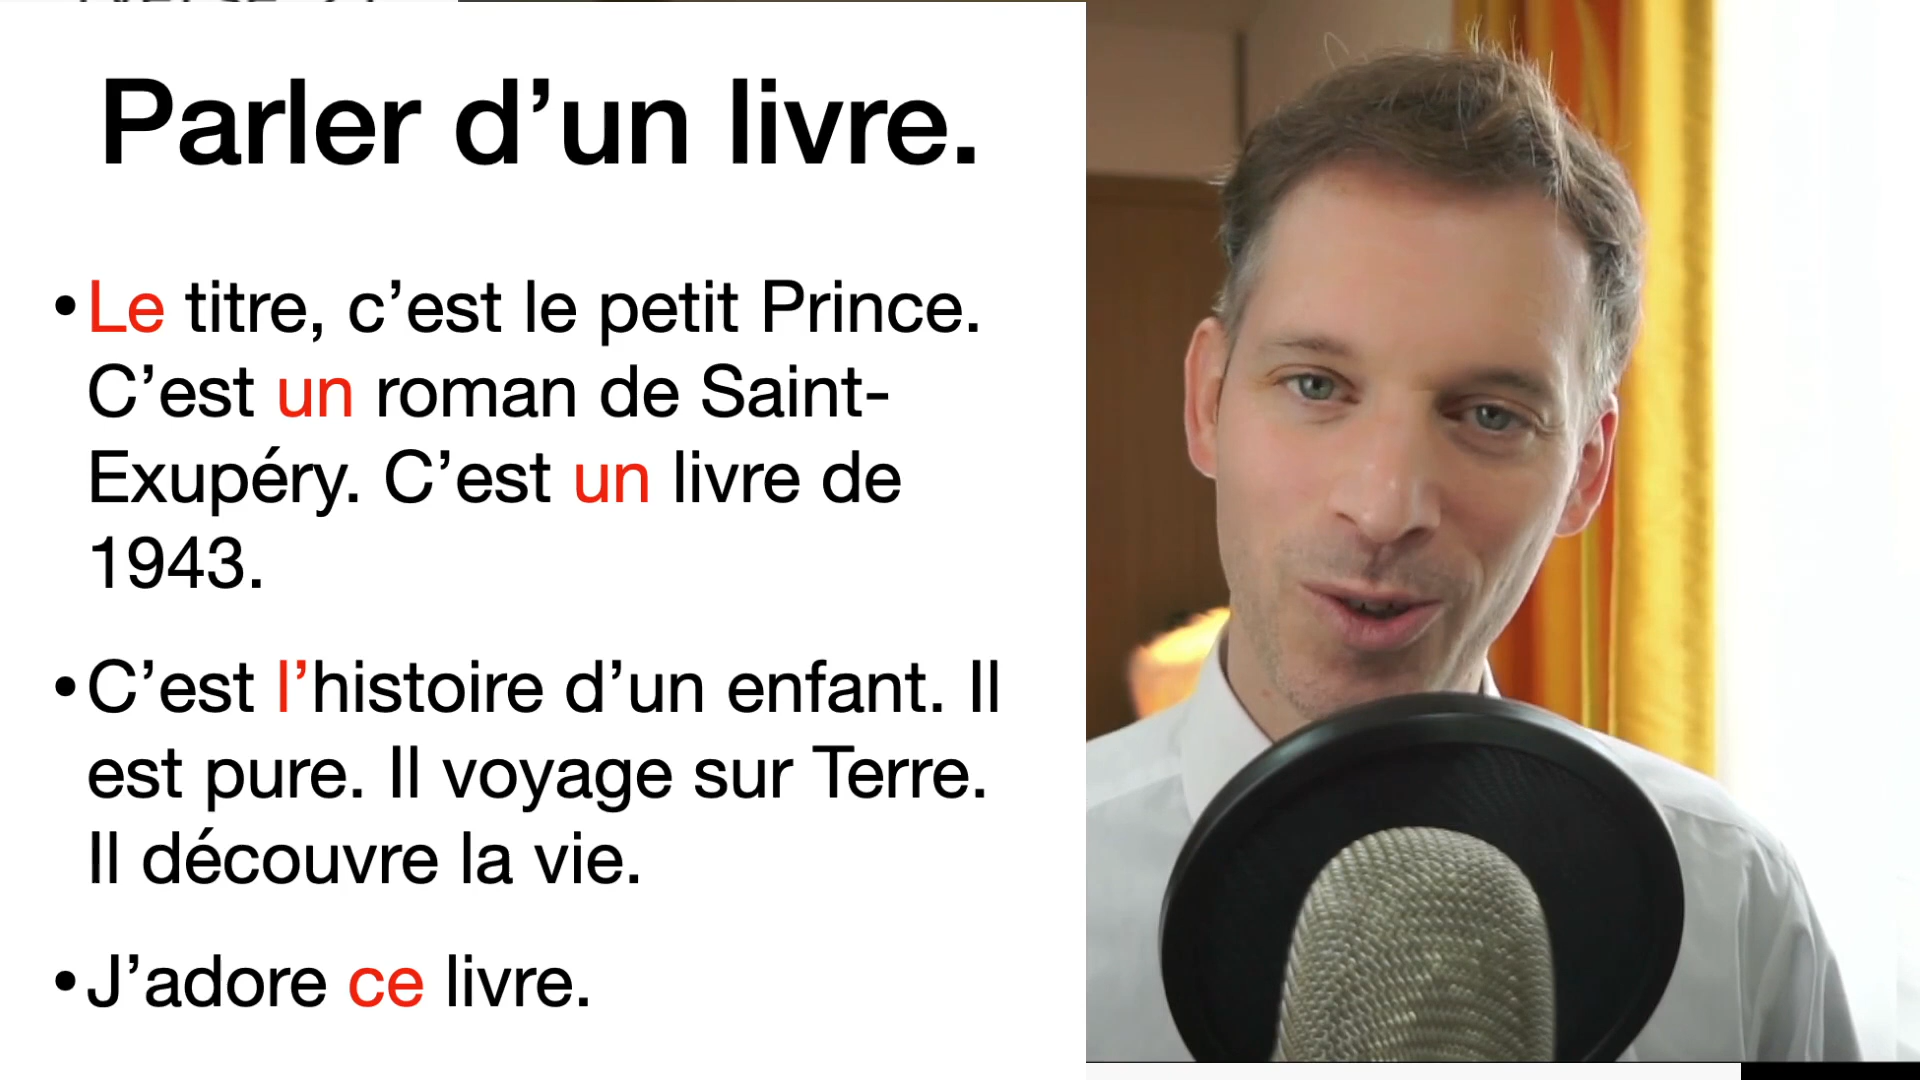 Parler d’un livre.
•Le titre, c’est le petit Prince.
C’est un roman de Saint-
Exupéry. C’est un livre de
1943.
•C’est l’histoire d’un enfant. Il
est pure. Il voyage sur Terre.
Il découvre la vie.
•J’adore ce livre.